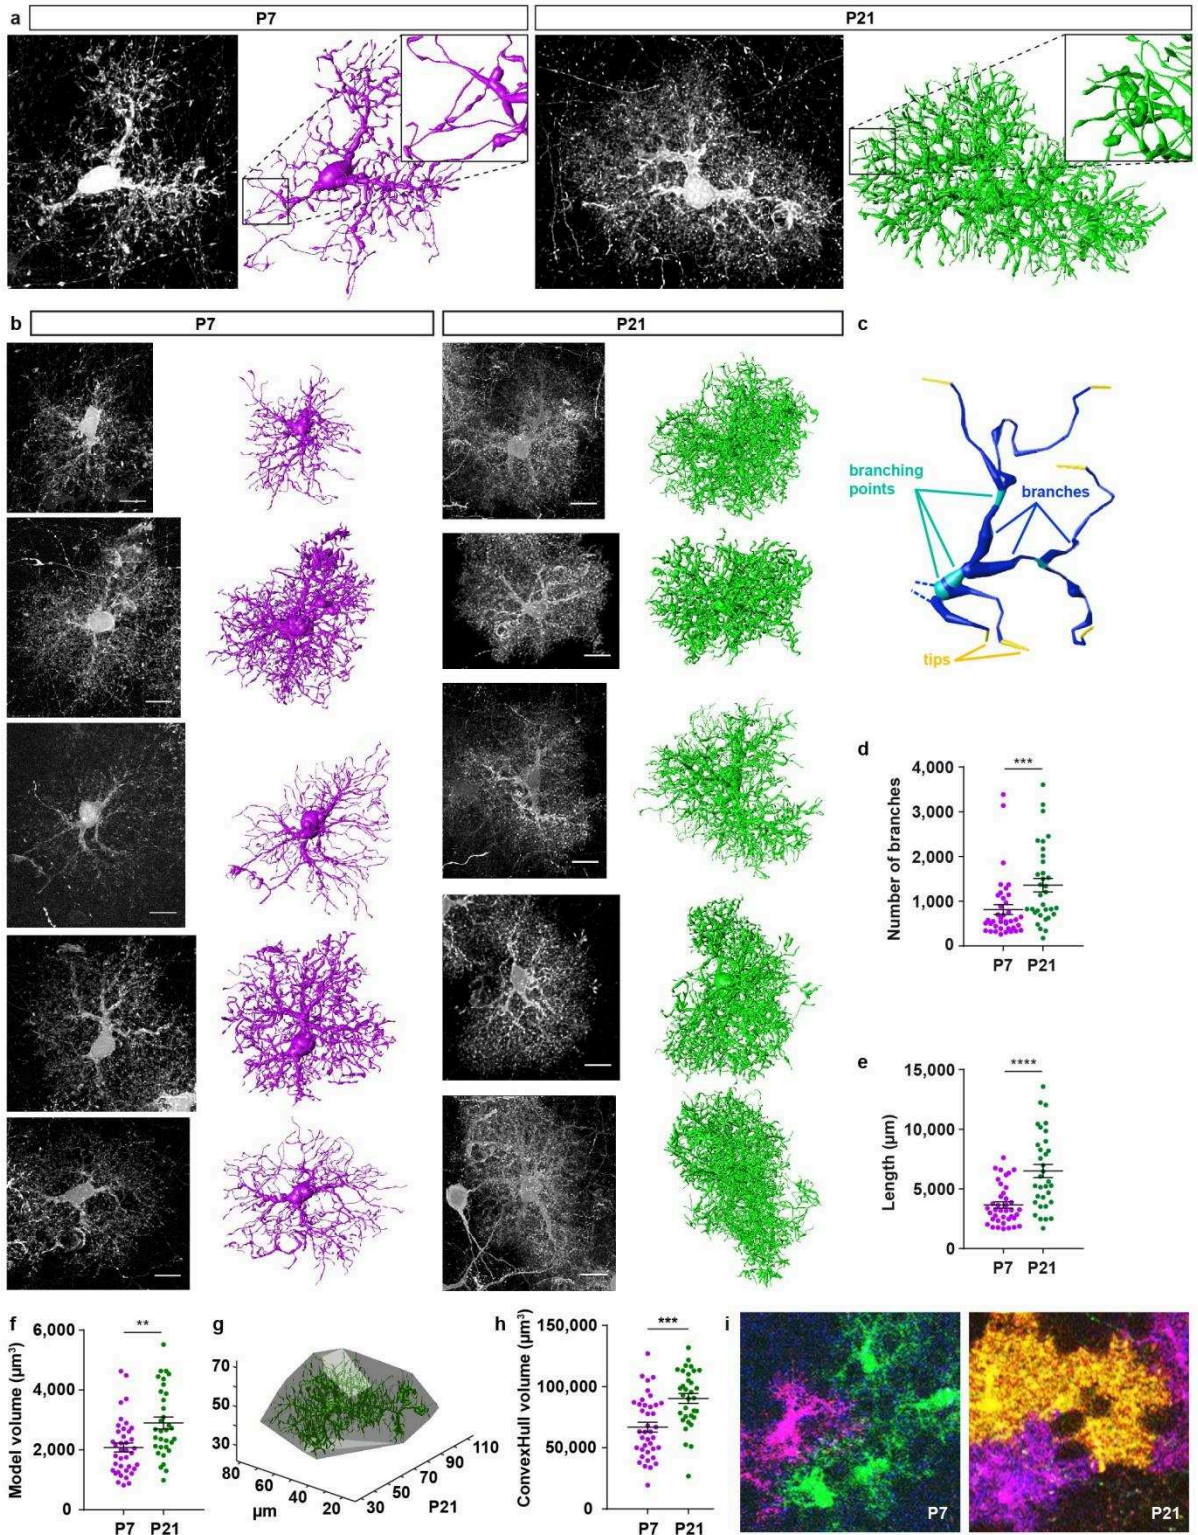 a
P7
P21
b
P7
P21
c
branching
points
branches
tips
d
Number of branches
4,000
3,000
2,000
1,000
0
***
P7 P21
e
Length (µm)
15,000
10,000
5,000
0
****
P7 P21
f
Model volume (µm³)
6,000
4,000
2,000
0
**
P7 P21
g
70
50
30
80
60
40
20
µm
30
50
70
90
110
P21
h
ConvexHull volume (µm³)
150,000
100,000
50,000
0
***
P7 P21
i
P7
P21